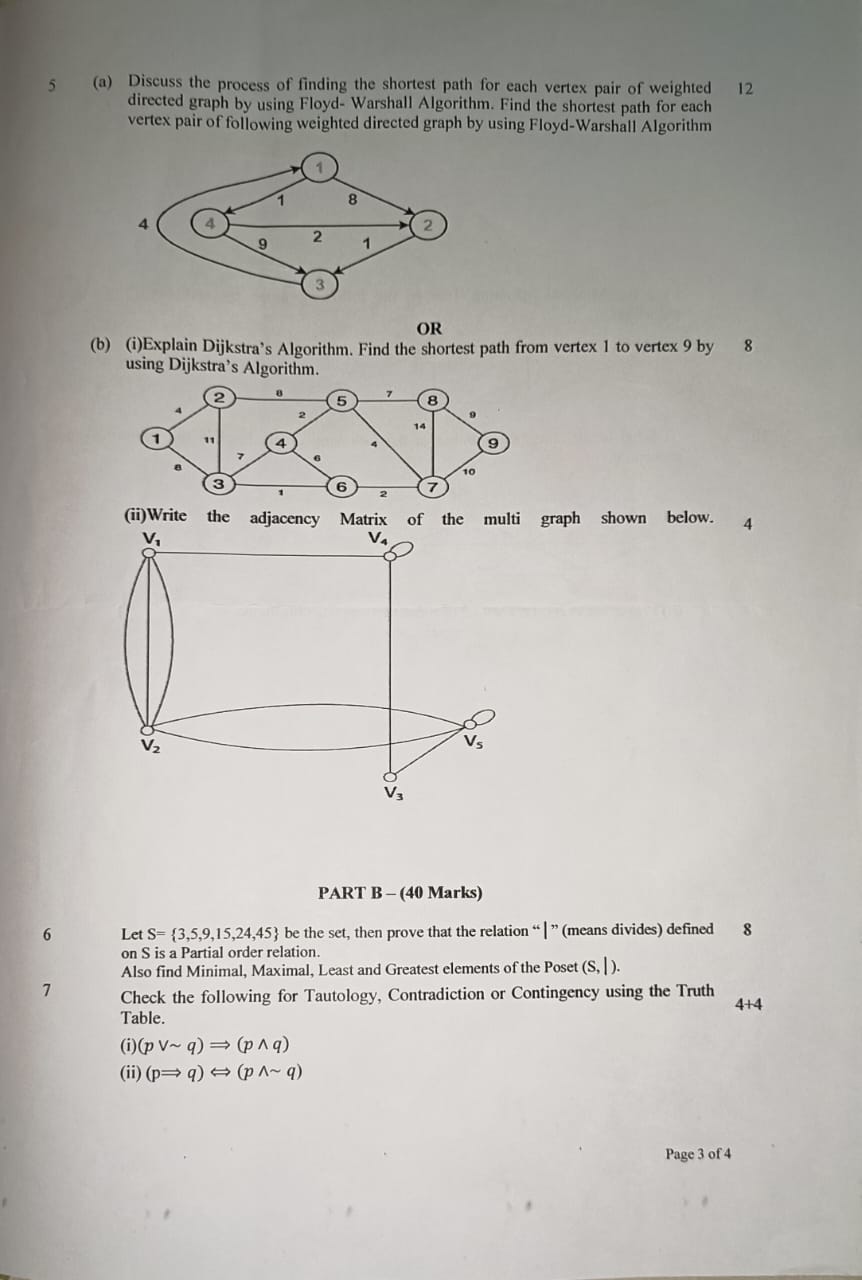 5 (a) Discuss the process of finding the shortest path for each vertex pair of weighted 12
directed graph by using Floyd- Warshall Algorithm. Find the shortest path for each
vertex pair of following weighted directed graph by using Floyd-Warshall Algorithm
1
1 8
4 4 2
9 2 1
3
OR
(b) (i)Explain Dijkstra's Algorithm. Find the shortest path from vertex 1 to vertex 9 by 8
using Dijkstra's Algorithm.
2 8 5 7 8
4 2 14 9
1 11 4 4 9
8 7 6 10
3 1 6 2 7
(ii)Write the adjacency Matrix of the multi graph shown below. 4
V₁ V₄
V₂ V₅
V₃
PART B – (40 Marks)
6 Let S= {3,5,9,15,24,45} be the set, then prove that the relation “ | ” (means divides) defined 8
on S is a Partial order relation.
Also find Minimal, Maximal, Least and Greatest elements of the Poset (S, | ).
7 Check the following for Tautology, Contradiction or Contingency using the Truth 4+4
Table.
(i)(p ∨~ q) ⟹ (p ∧ q)
(ii) (p⟹ q) ⟺ (p ∧~ q)
Page 3 of 4